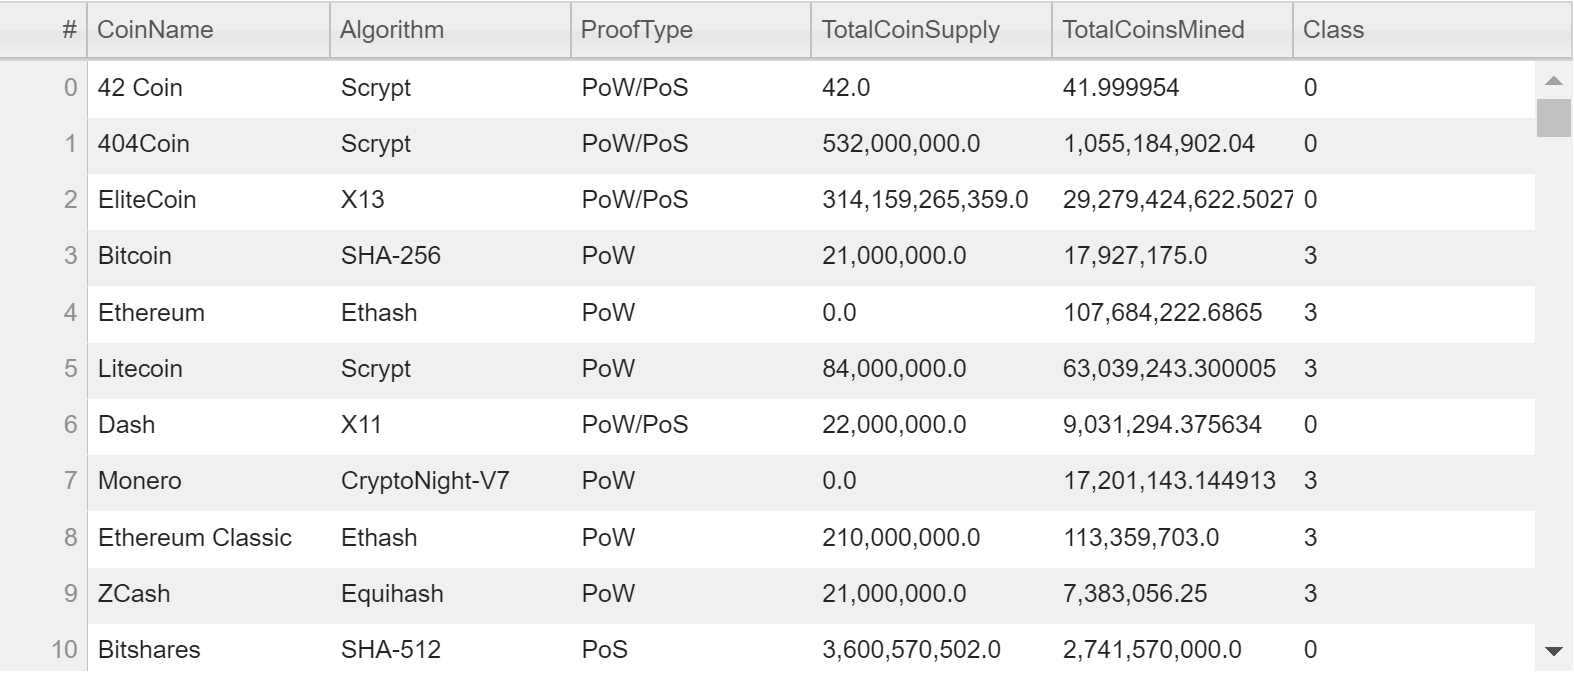 # CoinName Algorithm ProofType TotalCoinSupply TotalCoinsMined Class
0 42 Coin Scrypt PoW/PoS 42.0 41.999954 0
1 404Coin Scrypt PoW/PoS 532,000,000.0 1,055,184,902.04 0
2 EliteCoin X13 PoW/PoS 314,159,265,359.0 29,279,424,622.5027 0
3 Bitcoin SHA-256 PoW 21,000,000.0 17,927,175.0 3
4 Ethereum Ethash PoW 0.0 107,684,222.6865 3
5 Litecoin Scrypt PoW 84,000,000.0 63,039,243.300005 3
6 Dash X11 PoW/PoS 22,000,000.0 9,031,294.375634 0
7 Monero CryptoNight-V7 PoW 0.0 17,201,143.144913 3
8 Ethereum Classic Ethash PoW 210,000,000.0 113,359,703.0 3
9 ZCash Equihash PoW 21,000,000.0 7,383,056.25 3
10 Bitshares SHA-512 PoS 3,600,570,502.0 2,741,570,000.0 0